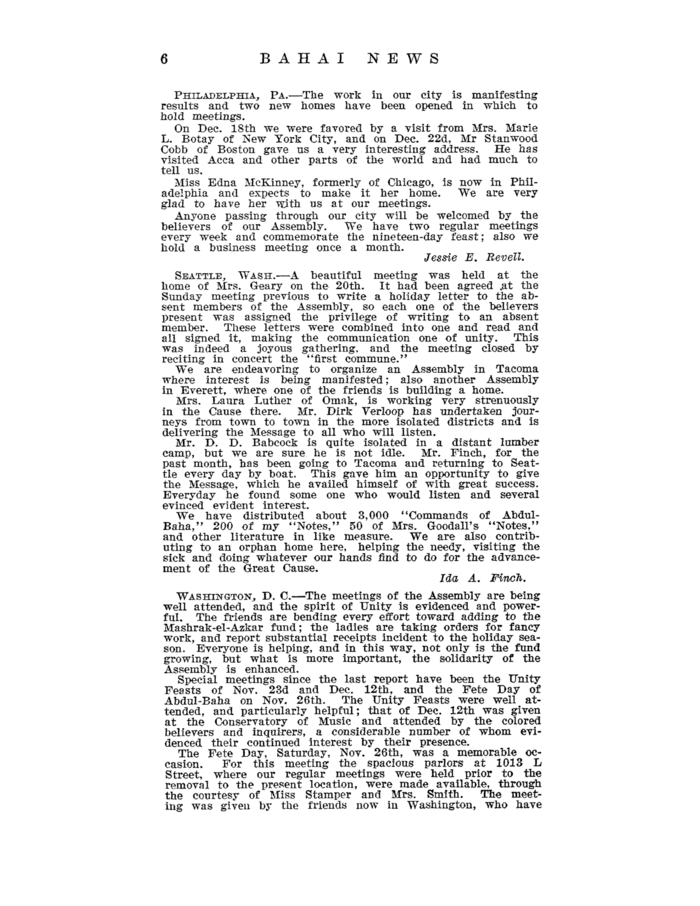 6 BAHAI NEWS
PHILADELPHIA, PA.—The work in our city is manifesting
results and two new homes have been opened in which to
hold meetings.
On Dec. 18th we were favored by a visit from Mrs. Marie
L. Botay of New York City, and on Dec. 22d, Mr Stanwood
Cobb of Boston gave us a very interesting address. He has
visited Acca and other parts of the world and had much to
tell us.
Miss Edna McKinney, formerly of Chicago, is now in Phil-
adelphia and expects to make it her home. We are very
glad to have her with us at our meetings.
Anyone passing through our city will be welcomed by the
believers of our Assembly. We have two regular meetings
every week and commemorate the nineteen-day feast; also we
hold a business meeting once a month.
Jessie E. Revell.
SEATTLE, WASH.—A beautiful meeting was held at the
home of Mrs. Geary on the 20th. It had been agreed at the
Sunday meeting previous to write a holiday letter to the ab-
sent members of the Assembly, so each one of the believers
present was assigned the privilege of writing to an absent
member. These letters were combined into one and read and
all signed it, making the communication one of unity. This
was indeed a joyous gathering, and the meeting closed by
reciting in concert the "first commune."
We are endeavoring to organize an Assembly in Tacoma
where interest is being manifested; also another Assembly
in Everett, where one of the friends is building a home.
Mrs. Laura Luther of Omak, is working very strenuously
in the Cause there. Mr. Dirk Verloop has undertaken jour-
neys from town to town in the more isolated districts and is
delivering the Message to all who will listen.
Mr. D. D. Babcock is quite isolated in a distant lumber
camp, but we are sure he is not idle. Mr. Finch, for the
past month, has been going to Tacoma and returning to Seat-
tle every day by boat. This gave him an opportunity to give
the Message, which he availed himself of with great success.
Everyday he found some one who would listen and several
evinced evident interest.
We have distributed about 3,000 "Commands of Abdul-
Baha," 200 of my "Notes," 50 of Mrs. Goodall's "Notes,"
and other literature in like measure. We are also contrib-
uting to an orphan home here, helping the needy, visiting the
sick and doing whatever our hands find to do for the advance-
ment of the Great Cause.
Ida A. Finch.
WASHINGTON, D. C.—The meetings of the Assembly are being
well attended, and the spirit of Unity is evidenced and power-
ful. The friends are bending every effort toward adding to the
Mashrak-el-Azkar fund; the ladies are taking orders for fancy
work, and report substantial receipts incident to the holiday sea-
son. Everyone is helping, and in this way, not only is the fund
growing, but what is more important, the solidarity of the
Assembly is enhanced.
Special meetings since the last report have been the Unity
Feasts of Nov. 23d and Dec. 12th, and the Fete Day of
Abdul-Baha on Nov. 26th. The Unity Feasts were well at-
tended, and particularly helpful; that of Dec. 12th was given
at the Conservatory of Music and attended by the colored
believers and inquirers, a considerable number of whom evi-
denced their continued interest by their presence.
The Fete Day, Saturday, Nov. 26th, was a memorable oc-
casion. For this meeting the spacious parlors at 1013 L
Street, where our regular meetings were held prior to the
removal to the present location, were made available, through
the courtesy of Miss Stamper and Mrs. Smith. The meet-
ing was given by the friends now in Washington, who have